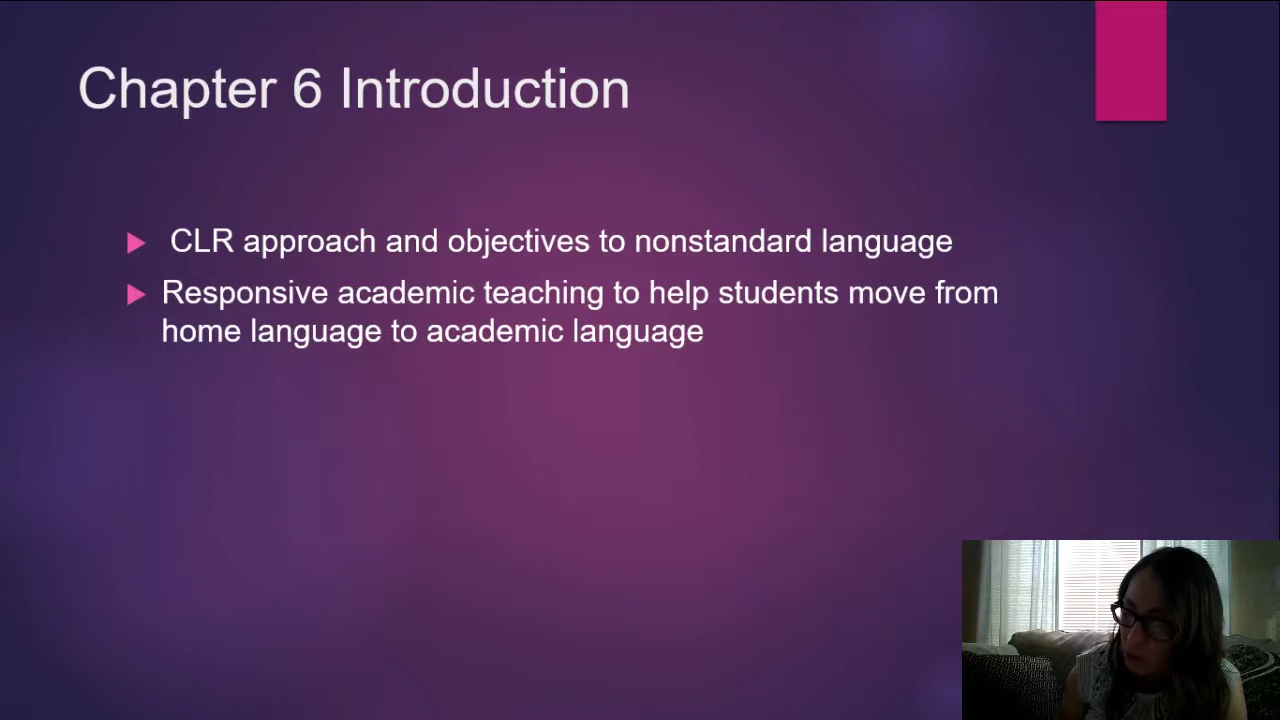 Chapter 6 Introduction
CLR approach and objectives to nonstandard language
Responsive academic teaching to help students move from
home language to academic language